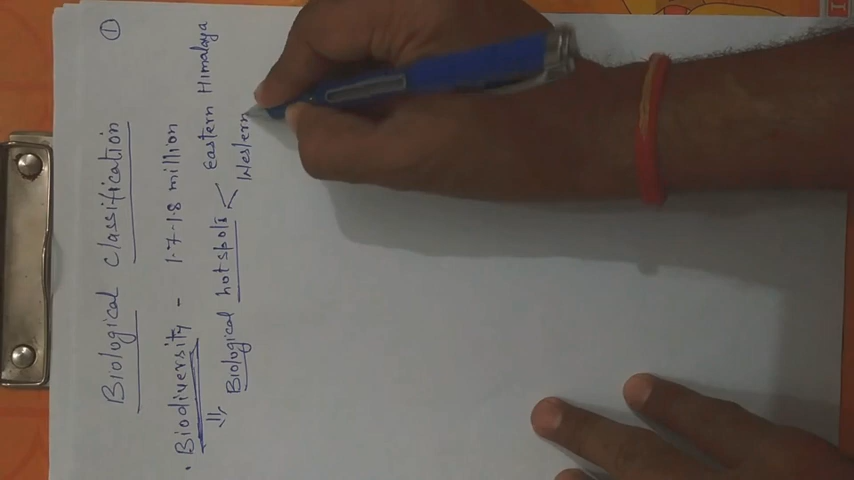 ①
Biological Classification
• Biodiversity - 1.7-1.8 million
⇓ Biological hotspots < Eastern Himalaya
Western